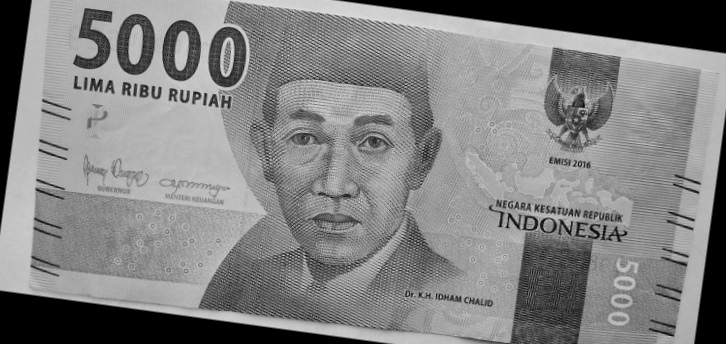 5000
LIMA RIBU RUPIAH
GUBERNUR
MENTERI KEUANGAN
EMISI 2016
NEGARA KESATUAN REPUBLIK
INDONESIA
Dr. K.H. IDHAM CHALID
5000